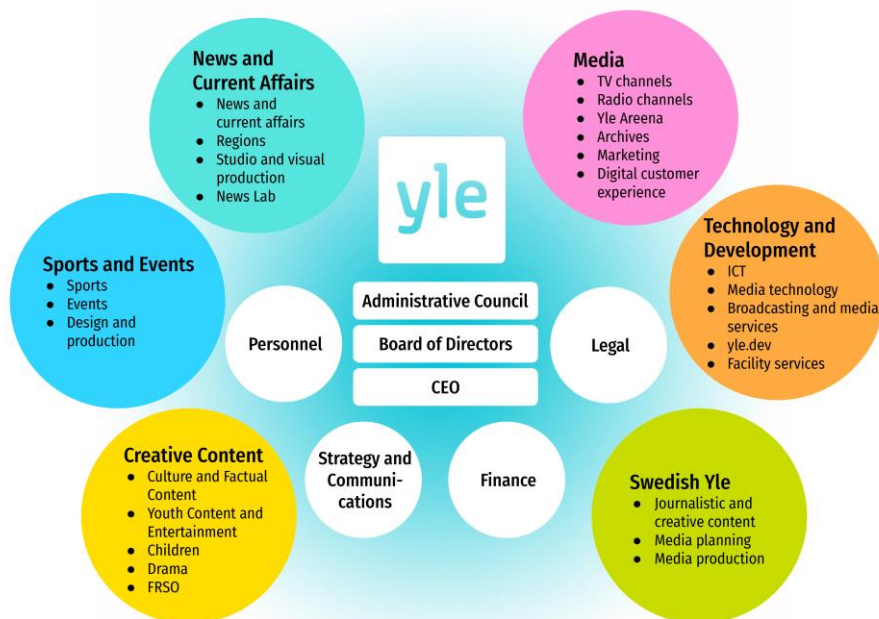 News and
Current Affairs
● News and
current affairs
● Regions
● Studio and visual
production
● News Lab
Media
● TV channels
● Radio channels
● Yle Areena
● Archives
● Marketing
● Digital customer
experience
yle
Sports and Events
● Sports
● Events
● Design and
production
Technology and
Development
● ICT
● Media technology
● Broadcasting and media
services
● yle.dev
● Facility services
Personnel
Administrative Council
Board of Directors
CEO
Legal
Creative Content
● Culture and Factual
Content
● Youth Content and
Entertainment
● Children
● Drama
● FRSO
Strategy and
Communi-
cations
Finance
Swedish Yle
● Journalistic and
creative content
● Media planning
● Media production